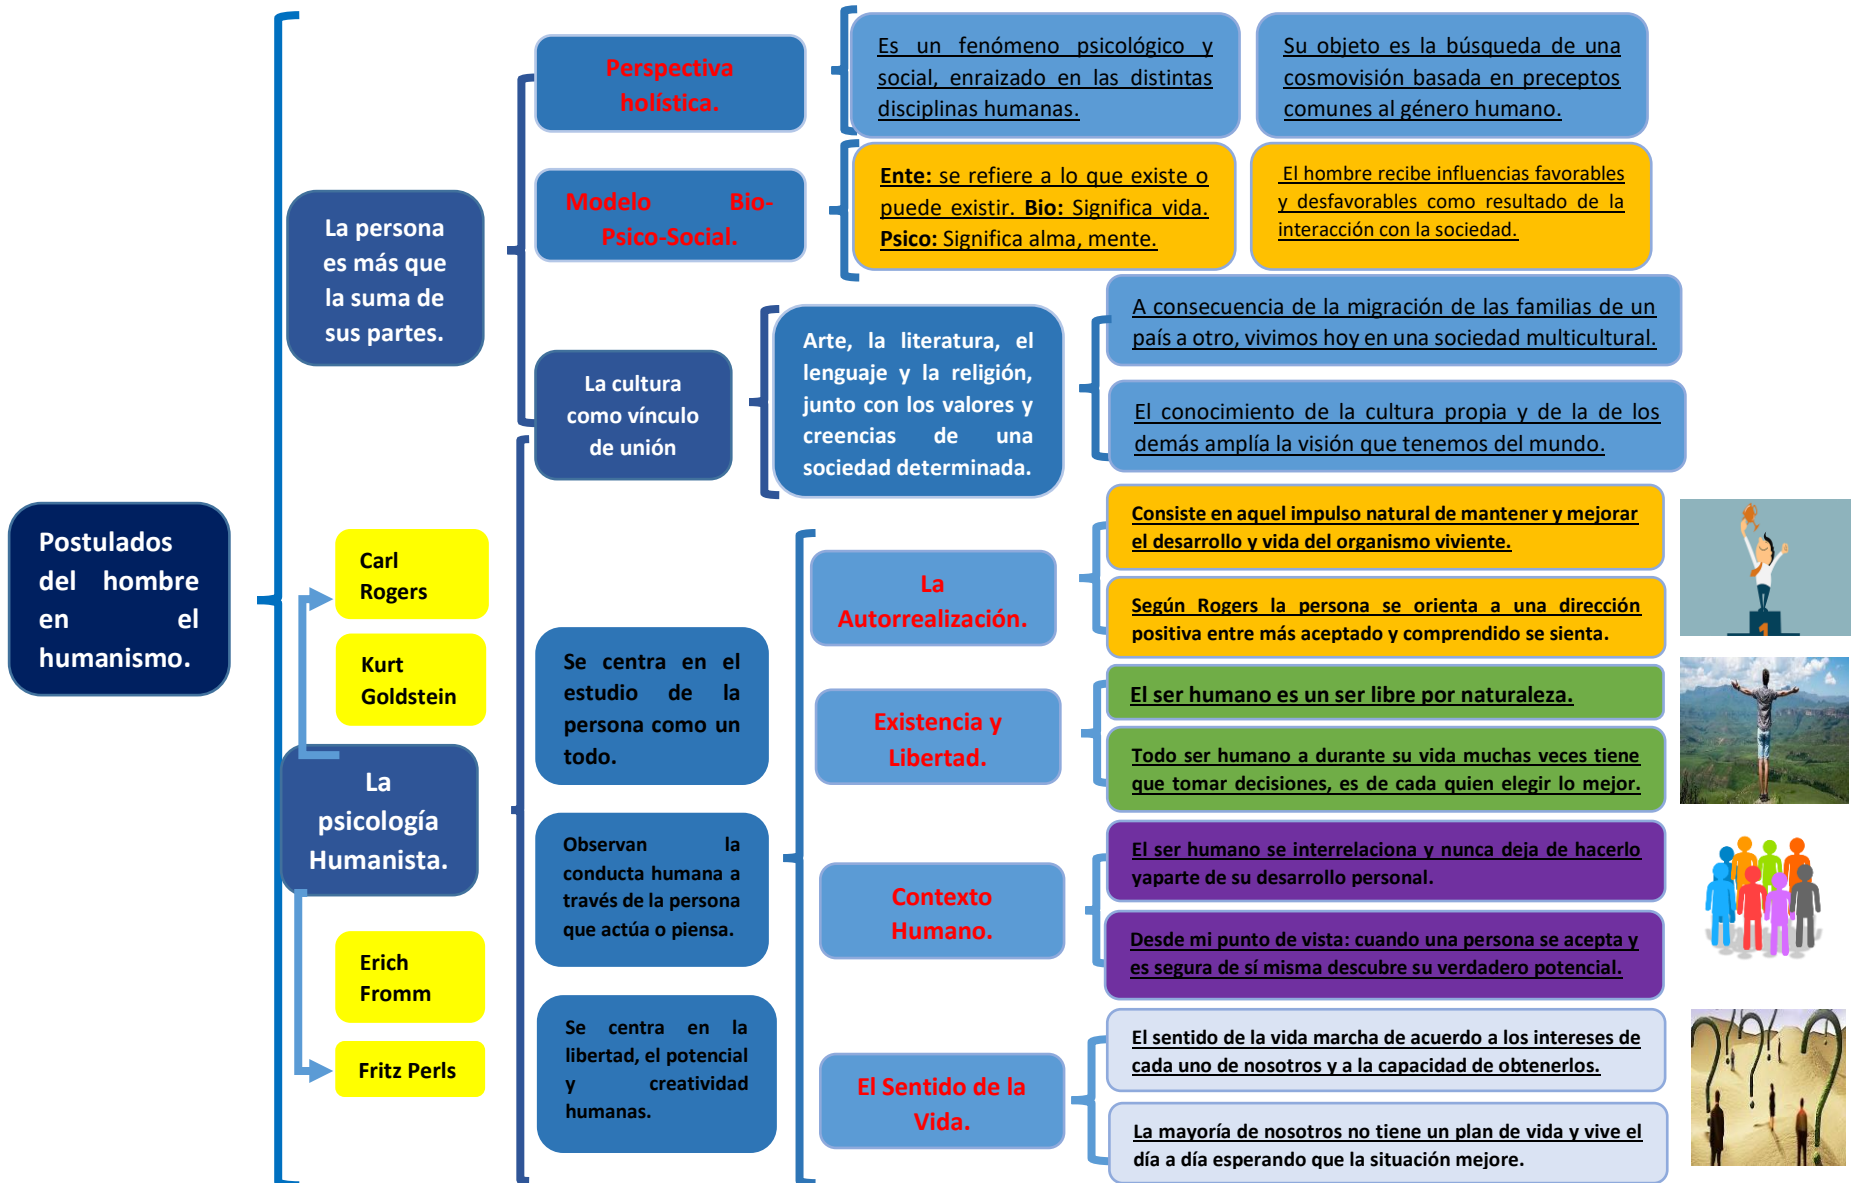 Postulados
del hombre
en el
humanismo.
La persona
es más que
la suma de
sus partes.
Perspectiva
holística.
Es un fenómeno psicológico y
social, enraizado en las distintas
disciplinas humanas.
Su objeto es la búsqueda de una
cosmovisión basada en preceptos
comunes al género humano.
Modelo Bio-
Psico-Social.
Ente: se refiere a lo que existe o
puede existir. Bio: Significa vida.
Psico: Significa alma, mente.
El hombre recibe influencias favorables
y desfavorables como resultado de la
interacción con la sociedad.
La cultura
como vínculo
de unión
Arte, la literatura, el
lenguaje y la religión,
junto con los valores y
creencias de una
sociedad determinada.
A consecuencia de la migración de las familias de un
país a otro, vivimos hoy en una sociedad multicultural.
El conocimiento de la cultura propia y de la de los
demás amplía la visión que tenemos del mundo.
Carl
Rogers
Kurt
Goldstein
La
psicología
Humanista.
Erich
Fromm
Fritz Perls
Se centra en el
estudio de la
persona como un
todo.
Observan la
conducta humana a
través de la persona
que actúa o piensa.
Se centra en la
libertad, el potencial
y creatividad
humanas.
La
Autorrealización.
Consiste en aquel impulso natural de mantener y mejorar
el desarrollo y vida del organismo viviente.
Según Rogers la persona se orienta a una dirección
positiva entre más aceptado y comprendido se sienta.
1
Existencia y
Libertad.
El ser humano es un ser libre por naturaleza.
Todo ser humano a durante su vida muchas veces tiene
que tomar decisiones, es de cada quien elegir lo mejor.
Contexto
Humano.
El ser humano se interrelaciona y nunca deja de hacerlo
yaparte de su desarrollo personal.
Desde mi punto de vista: cuando una persona se acepta y
es segura de sí misma descubre su verdadero potencial.
El Sentido de la
Vida.
El sentido de la vida marcha de acuerdo a los intereses de
cada uno de nosotros y a la capacidad de obtenerlos.
La mayoría de nosotros no tiene un plan de vida y vive el
día a día esperando que la situación mejore.